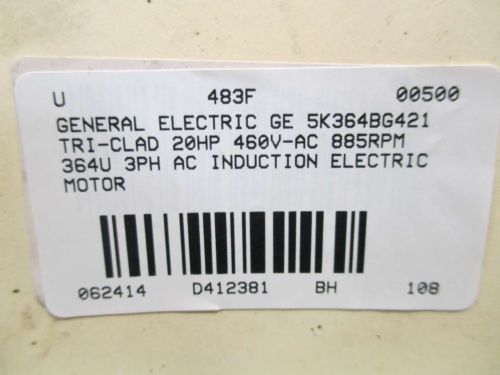 U 483F 00500
GENERAL ELECTRIC GE 5K364BG421
TRI-CLAD 20HP 460V-AC 885RPM
364U 3PH AC INDUCTION ELECTRIC
MOTOR
062414 D412381 BH 108